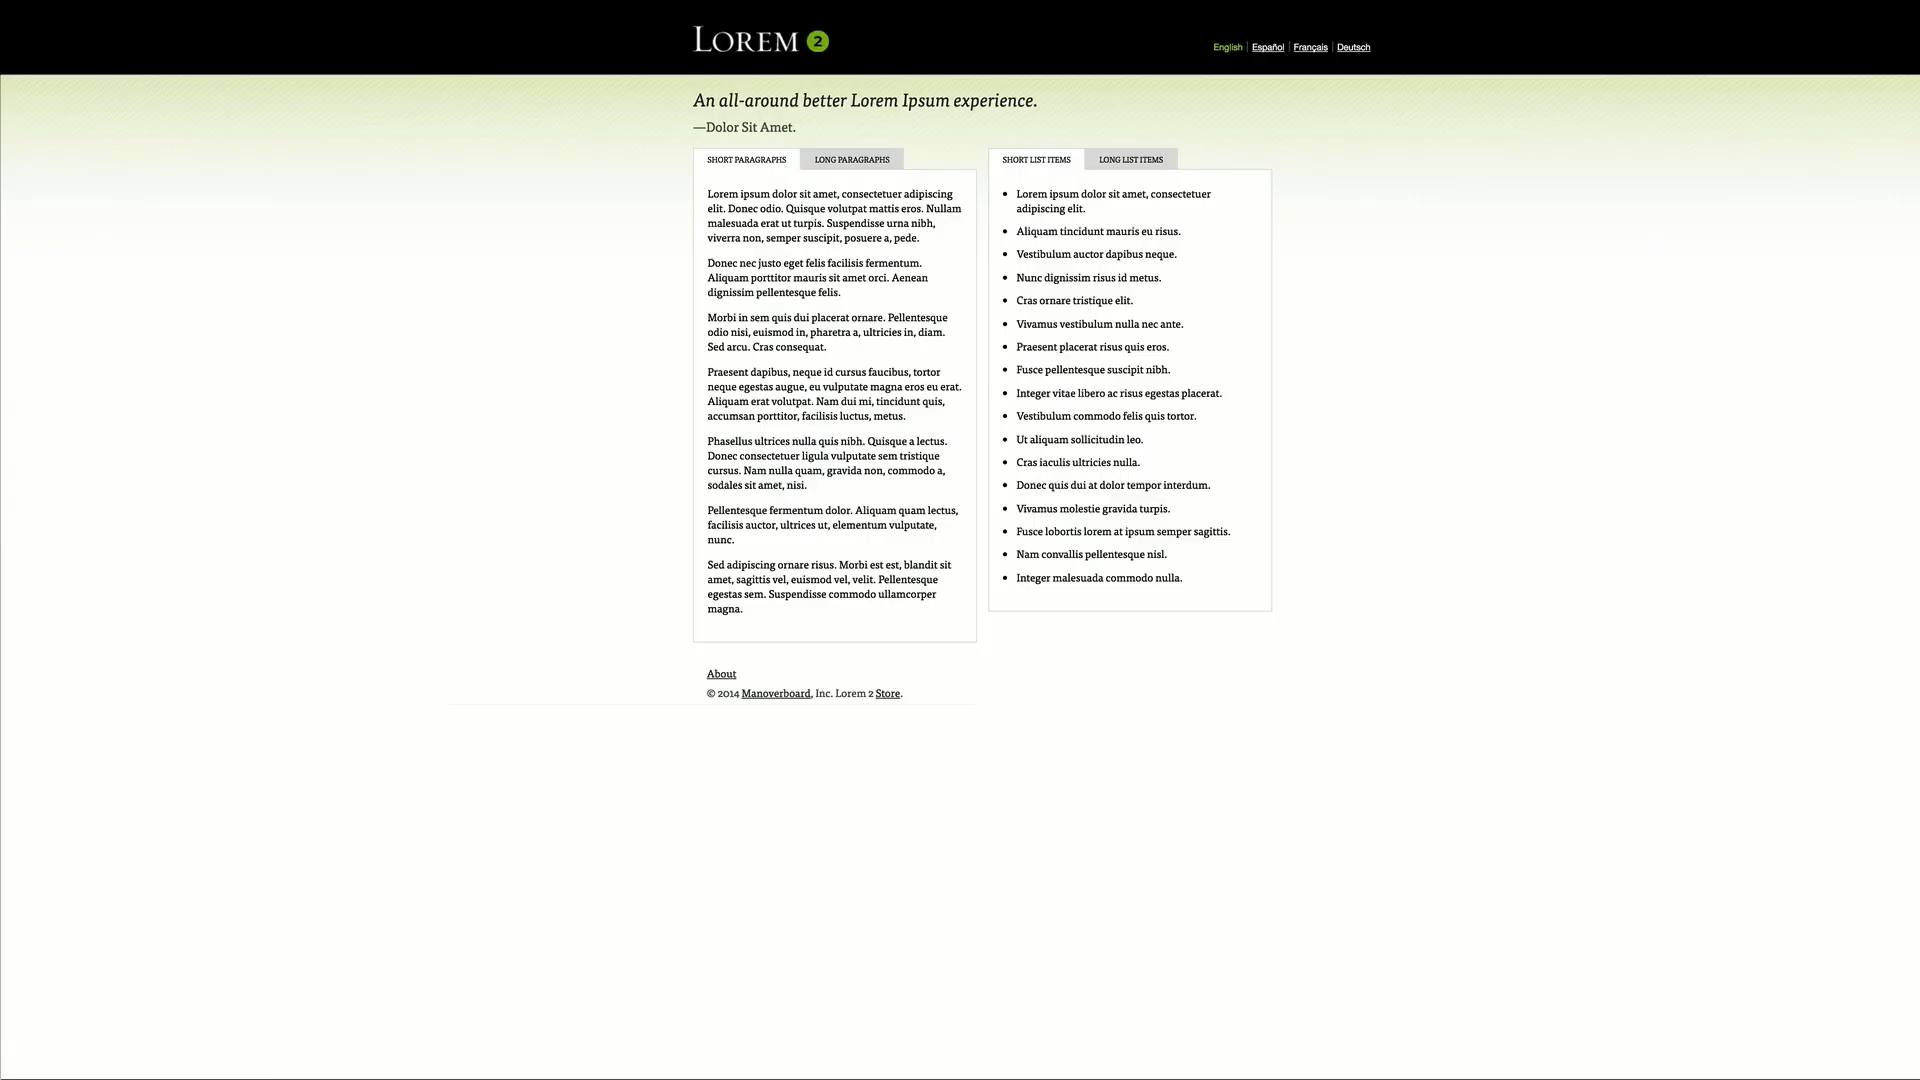 LOREM 2
English Español Français Deutsch
An all-around better Lorem Ipsum experience.
—Dolor Sit Amet.
SHORT PARAGRAPHS LONG PARAGRAPHS
Lorem ipsum dolor sit amet, consectetuer adipiscing
elit. Donec odio. Quisque volutpat mattis eros. Nullam
malesuada erat ut turpis. Suspendisse urna nibh,
viverra non, semper suscipit, posuere a, pede.
Donec nec justo eget felis facilisis fermentum.
Aliquam porttitor mauris sit amet orci. Aenean
dignissim pellentesque felis.
Morbi in sem quis dui placerat ornare. Pellentesque
odio nisi, euismod in, pharetra a, ultricies in, diam.
Sed arcu. Cras consequat.
Praesent dapibus, neque id cursus faucibus, tortor
neque egestas augue, eu vulputate magna eros eu erat.
Aliquam erat volutpat. Nam dui mi, tincidunt quis,
accumsan porttitor, facilisis luctus, metus.
Phasellus ultrices nulla quis nibh. Quisque a lectus.
Donec consectetuer ligula vulputate sem tristique
cursus. Nam nulla quam, gravida non, commodo a,
sodales sit amet, nisi.
Pellentesque fermentum dolor. Aliquam quam lectus,
facilisis auctor, ultrices ut, elementum vulputate,
nunc.
Sed adipiscing ornare risus. Morbi est est, blandit sit
amet, sagittis vel, euismod vel, velit. Pellentesque
egestas sem. Suspendisse commodo ullamcorper
magna.
SHORT LIST ITEMS LONG LIST ITEMS
• Lorem ipsum dolor sit amet, consectetuer
adipiscing elit.
• Aliquam tincidunt mauris eu risus.
• Vestibulum auctor dapibus neque.
• Nunc dignissim risus id metus.
• Cras ornare tristique elit.
• Vivamus vestibulum nulla nec ante.
• Praesent placerat risus quis eros.
• Fusce pellentesque suscipit nibh.
• Integer vitae libero ac risus egestas placerat.
• Vestibulum commodo felis quis tortor.
• Ut aliquam sollicitudin leo.
• Cras iaculis ultricies nulla.
• Donec quis dui at dolor tempor interdum.
• Vivamus molestie gravida turpis.
• Fusce lobortis lorem at ipsum semper sagittis.
• Nam convallis pellentesque nisl.
• Integer malesuada commodo nulla.
About
© 2014 Manoverboard, Inc. Lorem 2 Store.